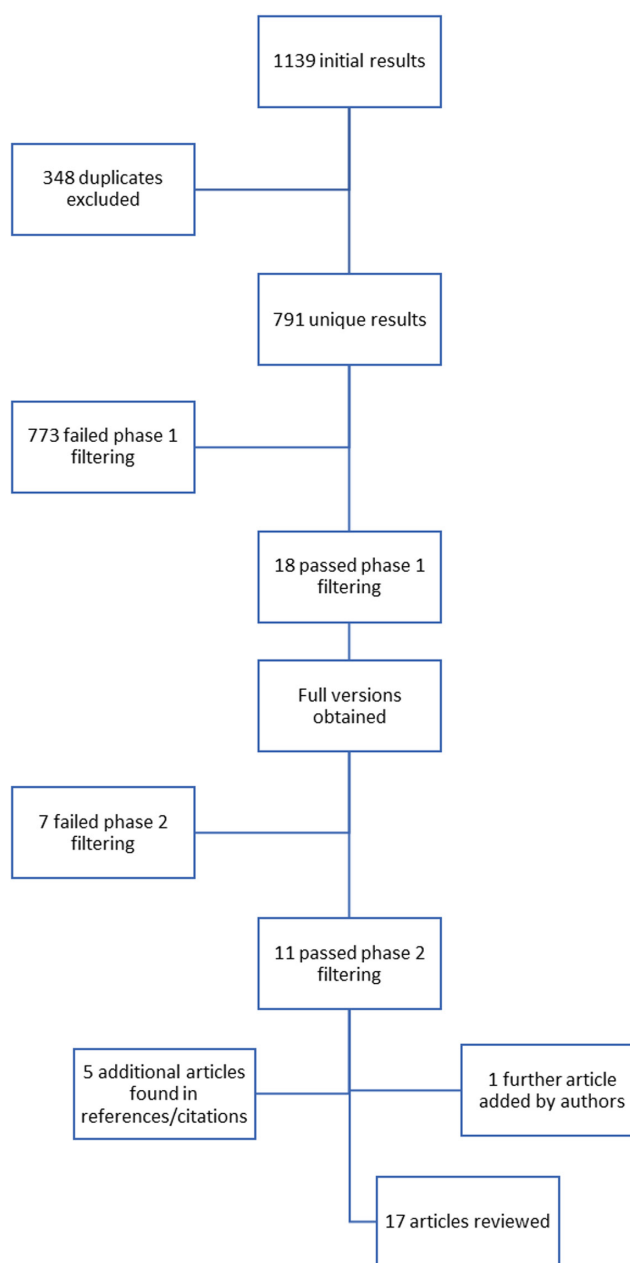 1139 initial results
348 duplicates
excluded
791 unique results
773 failed phase 1
filtering
18 passed phase 1
filtering
Full versions
obtained
7 failed phase 2
filtering
11 passed phase 2
filtering
5 additional articles
found in
references/citations
1 further article
added by authors
17 articles reviewed